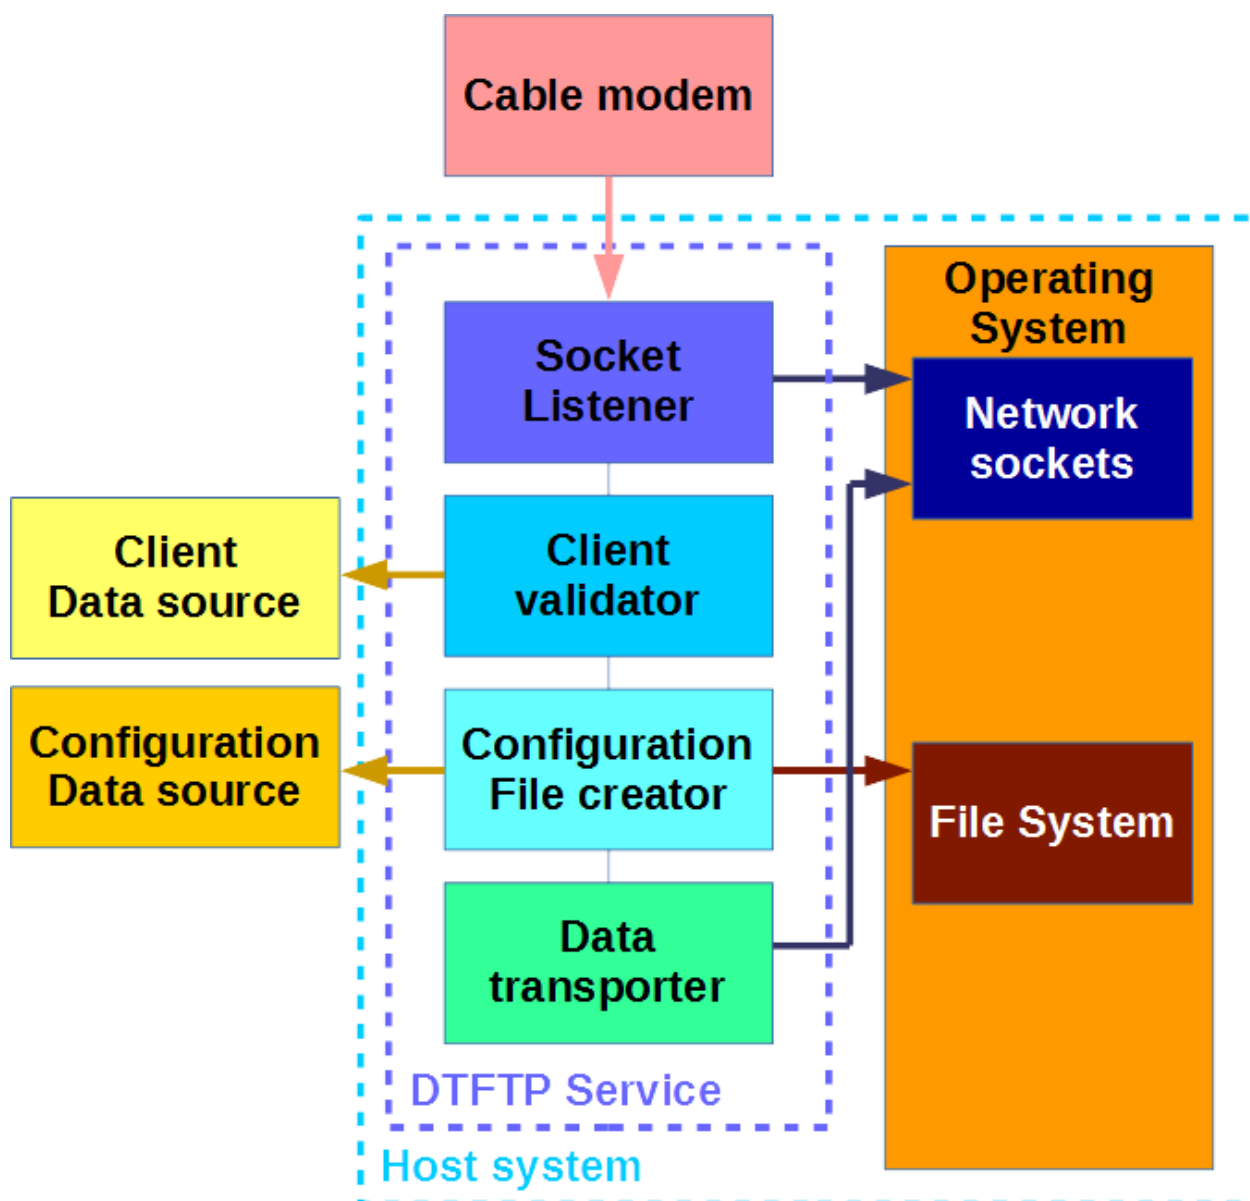 Cable modem
Operating
System
Socket
Listener
Network
sockets
Client
Data source
Client
validator
Configuration
Data source
Configuration
File creator
File System
Data
transporter
DTFTP Service
Host system